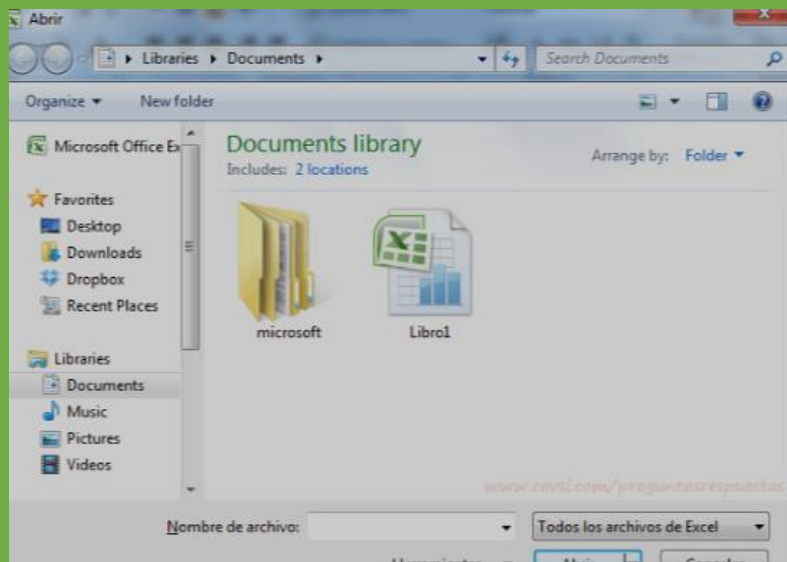 Abrir
Libraries Documents
Search Documents
Organize
New folder
Microsoft Office Ex
Documents library
Includes: 2 locations
Arrange by: Folder
Favorites
Desktop
Downloads
Dropbox
Recent Places
microsoft
Libro1
Libraries
Documents
Music
Pictures
Videos
www.cavsi.com/preguntasrespuestas
Nombre de archivo:
Todos los archivos de Excel